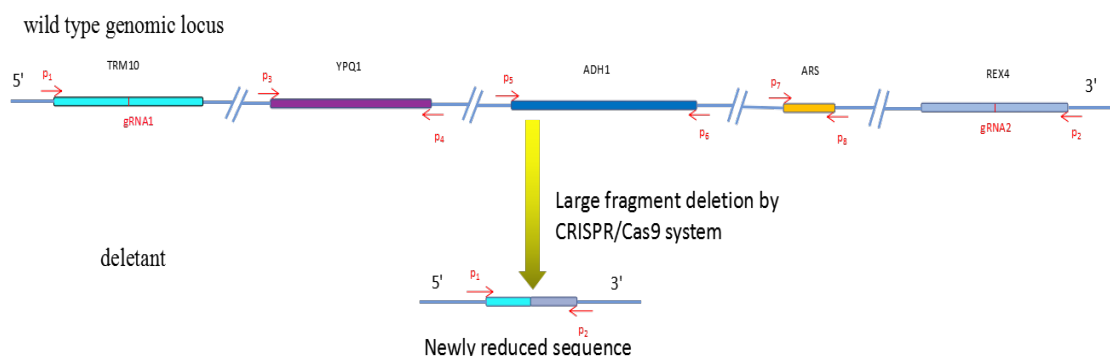 wild type genomic locus
TRM10 YPQ1 ADH1 ARS REX4
5' p1 p3 p5 p7 3'
gRNA1 p4 p6 p8 gRNA2 p2
Large fragment deletion by
CRISPR/Cas9 system
deletant
5' p1 3'
p2
Newly reduced sequence